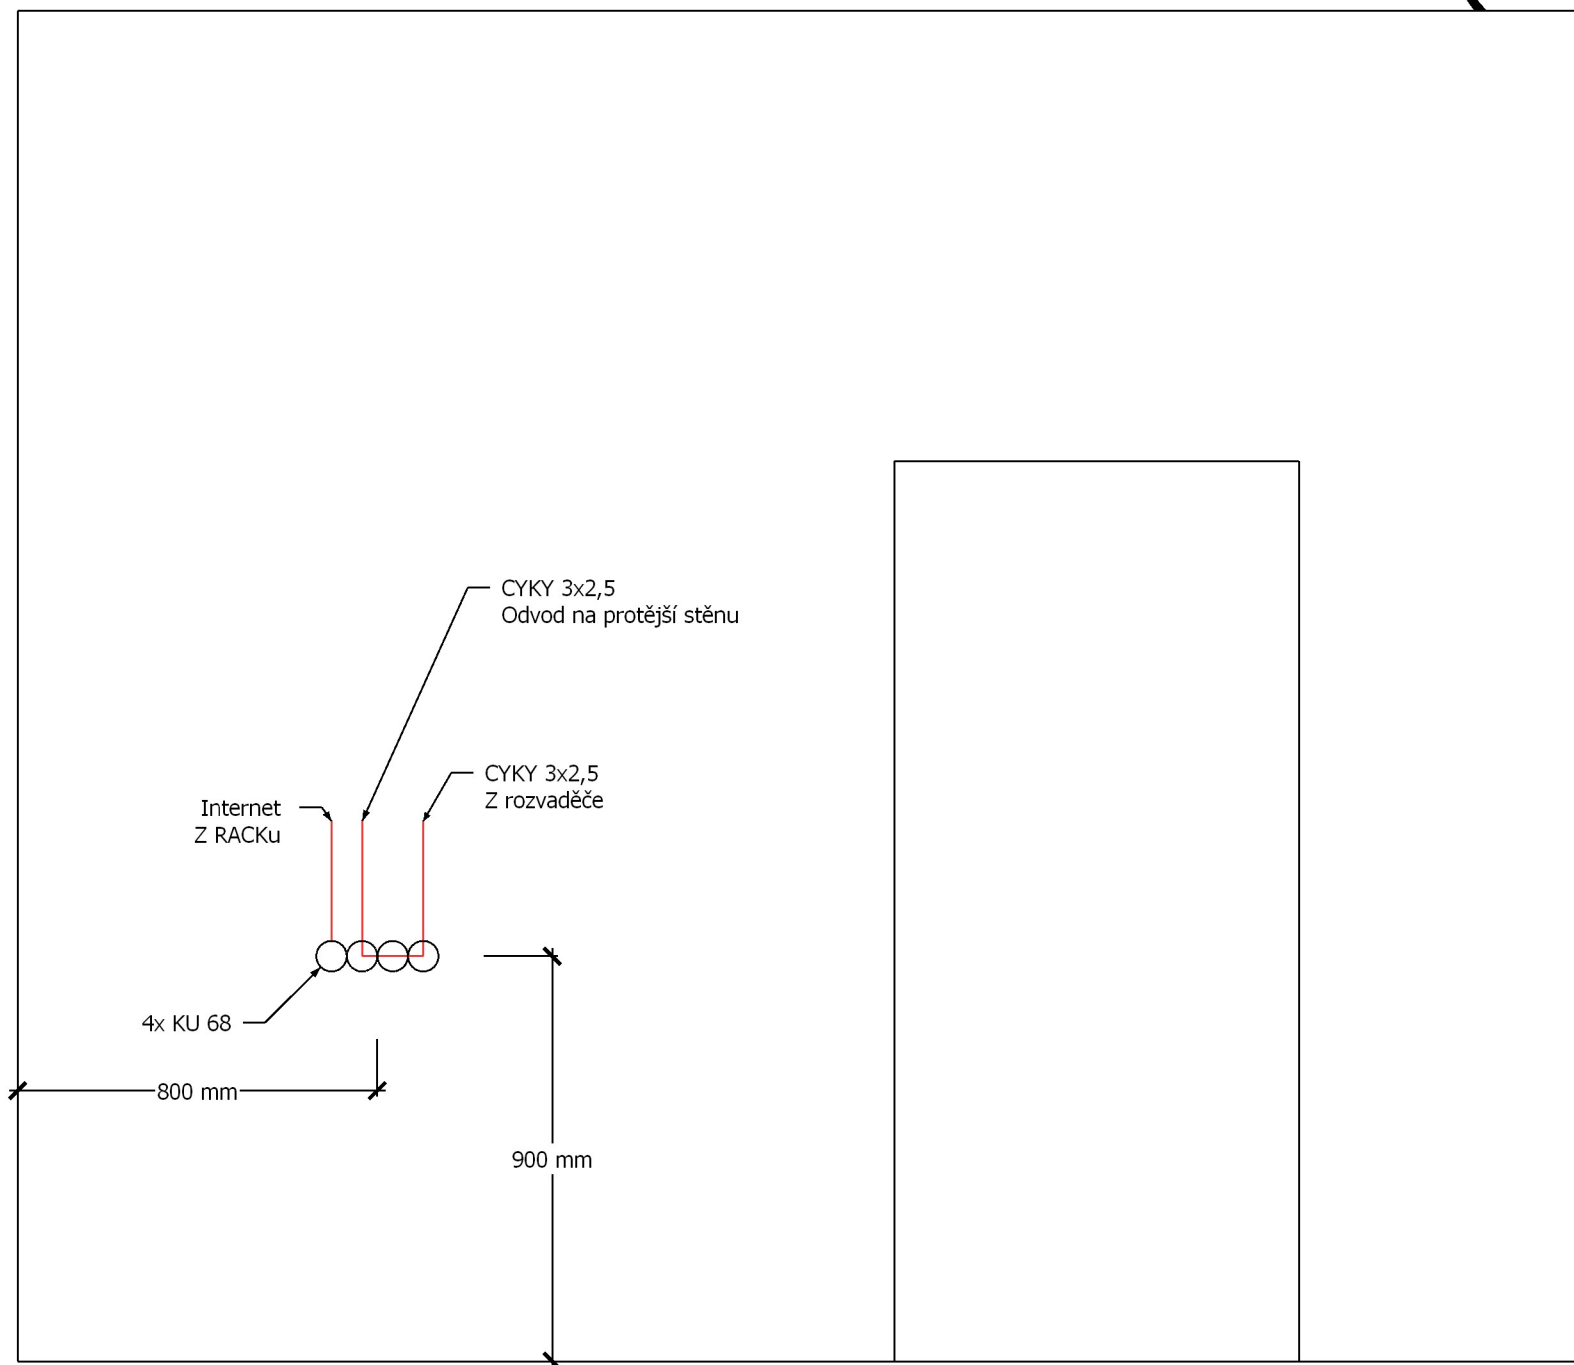 CYKY 3x2,5
Odvod na protější stěnu
CYKY 3x2,5
Z rozvaděče
Internet
Z RACKu
4x KU 68
800 mm
900 mm